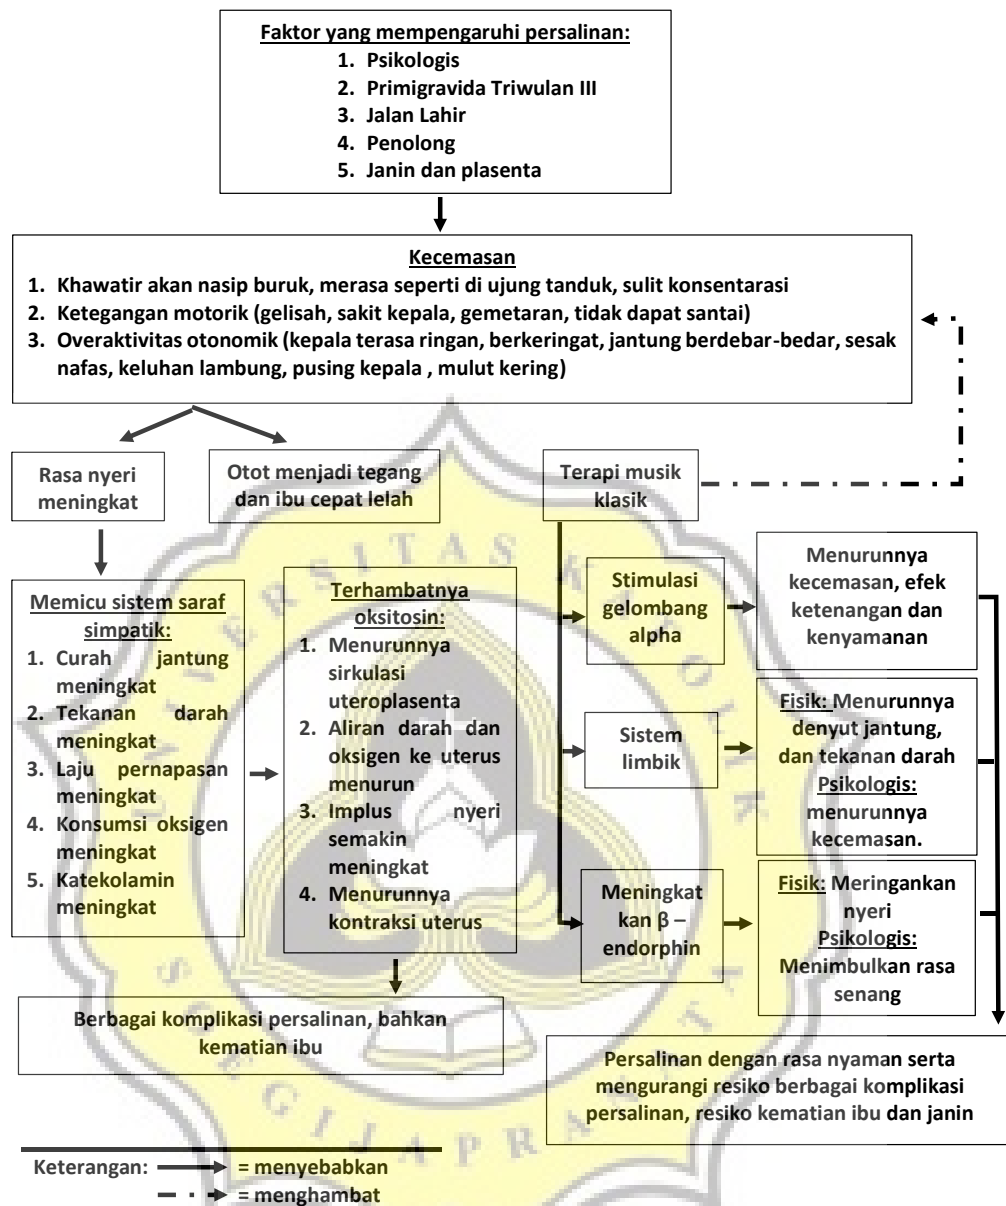 Faktor yang mempengaruhi persalinan:
1. Psikologis
2. Primigravida Triwulan III
3. Jalan Lahir
4. Penolong
5. Janin dan plasenta
Kecemasan
1. Khawatir akan nasip buruk, merasa seperti di ujung tanduk, sulit konsentarasi
2. Ketegangan motorik (gelisah, sakit kepala, gemetaran, tidak dapat santai)
3. Overaktivitas otonomik (kepala terasa ringan, berkeringat, jantung berdebar-bedar, sesak
nafas, keluhan lambung, pusing kepala , mulut kering)
Rasa nyeri
meningkat
Otot menjadi tegang
dan ibu cepat lelah
Terapi musik
klasik
Memicu sistem saraf
simpatik:
1. Curah jantung
meningkat
2. Tekanan darah
meningkat
3. Laju pernapasan
meningkat
4. Konsumsi oksigen
meningkat
5. Katekolamin
meningkat
Terhambatnya
oksitosin:
1. Menurunnya
sirkulasi
uteroplasenta
2. Aliran darah dan
oksigen ke uterus
menurun
3. Implus nyeri
semakin
meningkat
4. Menurunnya
kontraksi uterus
Stimulasi
gelombang
alpha
Menurunnya
kecemasan, efek
ketenangan dan
kenyamanan
Sistem
limbik
Fisik: Menurunnya
denyut jantung,
dan tekanan darah
Psikologis:
menurunnya
kecemasan.
Meningkat
kan β –
endorphin
Fisik: Meringankan
nyeri
Psikologis:
Menimbulkan rasa
senang
Berbagai komplikasi persalinan, bahkan
kematian ibu
Persalinan dengan rasa nyaman serta
mengurangi resiko berbagai komplikasi
persalinan, resiko kematian ibu dan janin
Keterangan: = menyebabkan
= menghambat
UNIVERSITAS KATOLIK
SOEGIJAPRANATA